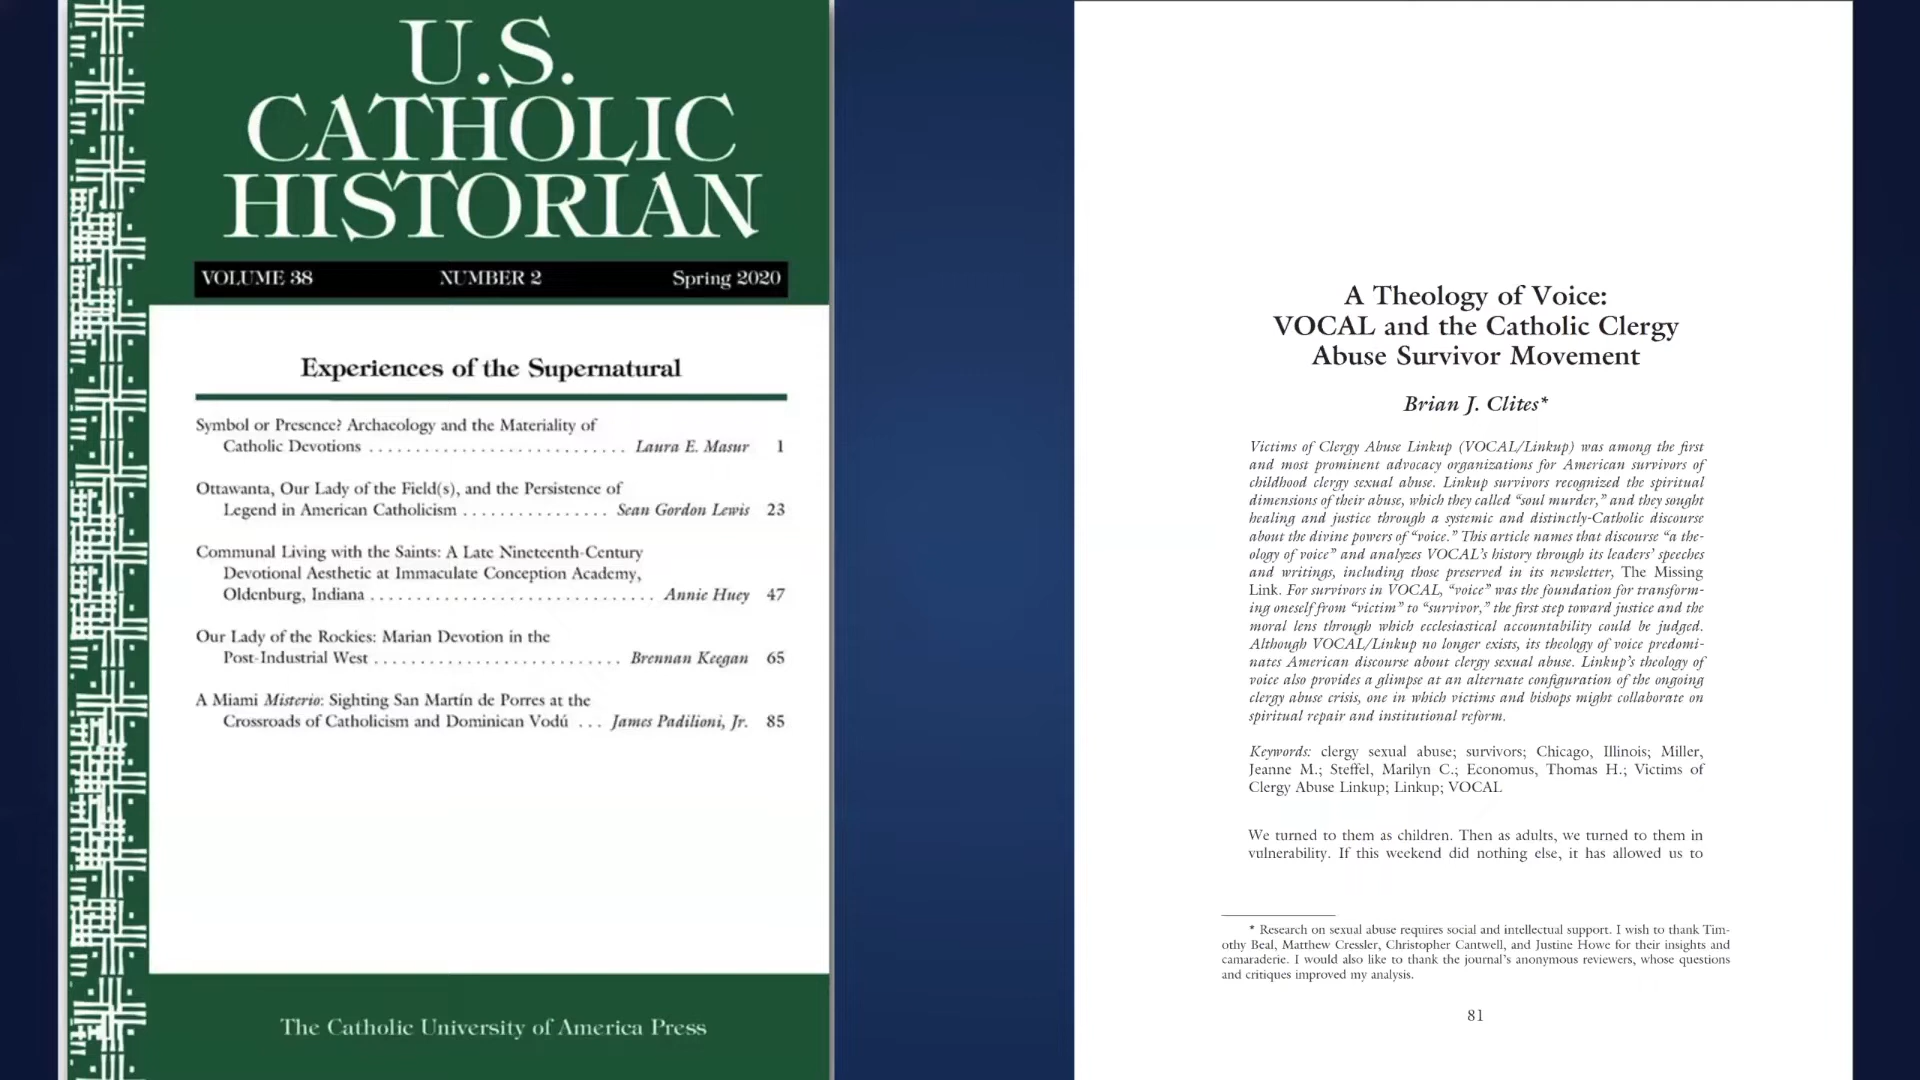 U.S.
CATHOLIC
HISTORIAN
VOLUME 38 NUMBER 2 Spring 2020
Experiences of the Supernatural
Symbol or Presence? Archaeology and the Materiality of
Catholic Devotions . . . . . . . . . . . . . . . . . . . . . . . . . . . Laura E. Masur 1
Ottawanta, Our Lady of the Field(s), and the Persistence of
Legend in American Catholicism . . . . . . . . . . . . . . . Sean Gordon Lewis 23
Communal Living with the Saints: A Late Nineteenth-Century
Devotional Aesthetic at Immaculate Conception Academy,
Oldenburg, Indiana . . . . . . . . . . . . . . . . . . . . . . . . . . . . . Annie Huey 47
Our Lady of the Rockies: Marian Devotion in the
Post-Industrial West . . . . . . . . . . . . . . . . . . . . . . . . . . Brennan Keegan 65
A Miami Misterio: Sighting San Martín de Porres at the
Crossroads of Catholicism and Dominican Vodú . . . James Padilioni, Jr. 85
The Catholic University of America Press
A Theology of Voice:
VOCAL and the Catholic Clergy
Abuse Survivor Movement
Brian J. Clites*
Victims of Clergy Abuse Linkup (VOCAL/Linkup) was among the first
and most prominent advocacy organizations for American survivors of
childhood clergy sexual abuse. Linkup survivors recognized the spiritual
dimensions of their abuse, which they called “soul murder,” and they sought
healing and justice through a systemic and distinctly-Catholic discourse
about the divine powers of “voice.” This article names that discourse “a the-
ology of voice” and analyzes VOCAL’s history through its leaders’ speeches
and writings, including those preserved in its newsletter, The Missing
Link. For survivors in VOCAL, “voice” was the foundation for transform-
ing oneself from “victim” to “survivor,” the first step toward justice and the
moral lens through which ecclesiastical accountability could be judged.
Although VOCAL/Linkup no longer exists, its theology of voice predomi-
nates American discourse about clergy sexual abuse. Linkup’s theology of
voice also provides a glimpse at an alternate configuration of the ongoing
clergy abuse crisis, one in which victims and bishops might collaborate on
spiritual repair and institutional reform.
Keywords: clergy sexual abuse; survivors; Chicago, Illinois; Miller,
Jeanne M.; Steffel, Marilyn C.; Economus, Thomas H.; Victims of
Clergy Abuse Linkup; Linkup; VOCAL
We turned to them as children. Then as adults, we turned to them in
vulnerability. If this weekend did nothing else, it has allowed us to
* Research on sexual abuse requires social and intellectual support. I wish to thank Tim-
othy Beal, Matthew Cressler, Christopher Cantwell, and Justine Howe for their insights and
camaraderie. I would also like to thank the journal’s anonymous reviewers, whose questions
and critiques improved my analysis.
81